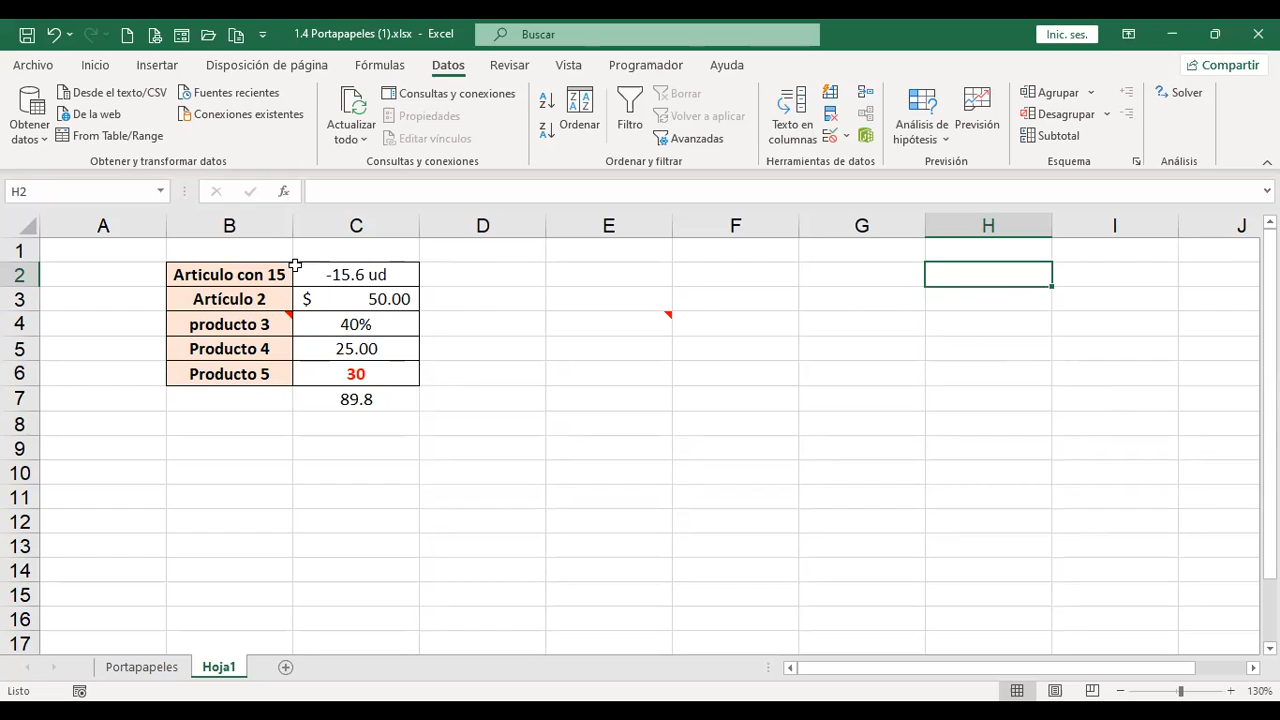 1.4 Portapapeles (1).xlsx - Excel
Buscar
Inic. ses.
Archivo Inicio Insertar Disposición de página Fórmulas Datos Revisar Vista Programador Ayuda
Compartir
Obtener datos
Desde el texto/CSV
De la web
From Table/Range
Fuentes recientes
Conexiones existentes
Obtener y transformar datos
Actualizar todo
Consultas y conexiones
Propiedades
Editar vínculos
Consultas y conexiones
Ordenar
Filtro
Borrar
Volver a aplicar
Avanzadas
Ordenar y filtrar
Texto en columnas
Herramientas de datos
Análisis de hipótesis
Previsión
Previsión
Agrupar
Desagrupar
Subtotal
Esquema
Solver
Análisis
H2
fx
A B C D E F G H I J
1
2 Articulo con 15 -15.6 ud
3 Artículo 2 $ 50.00
4 producto 3 40%
5 Producto 4 25.00
6 Producto 5 30
7 89.8
8
9
10
11
12
13
14
15
16
17
Portapapeles Hoja1
Listo
130%